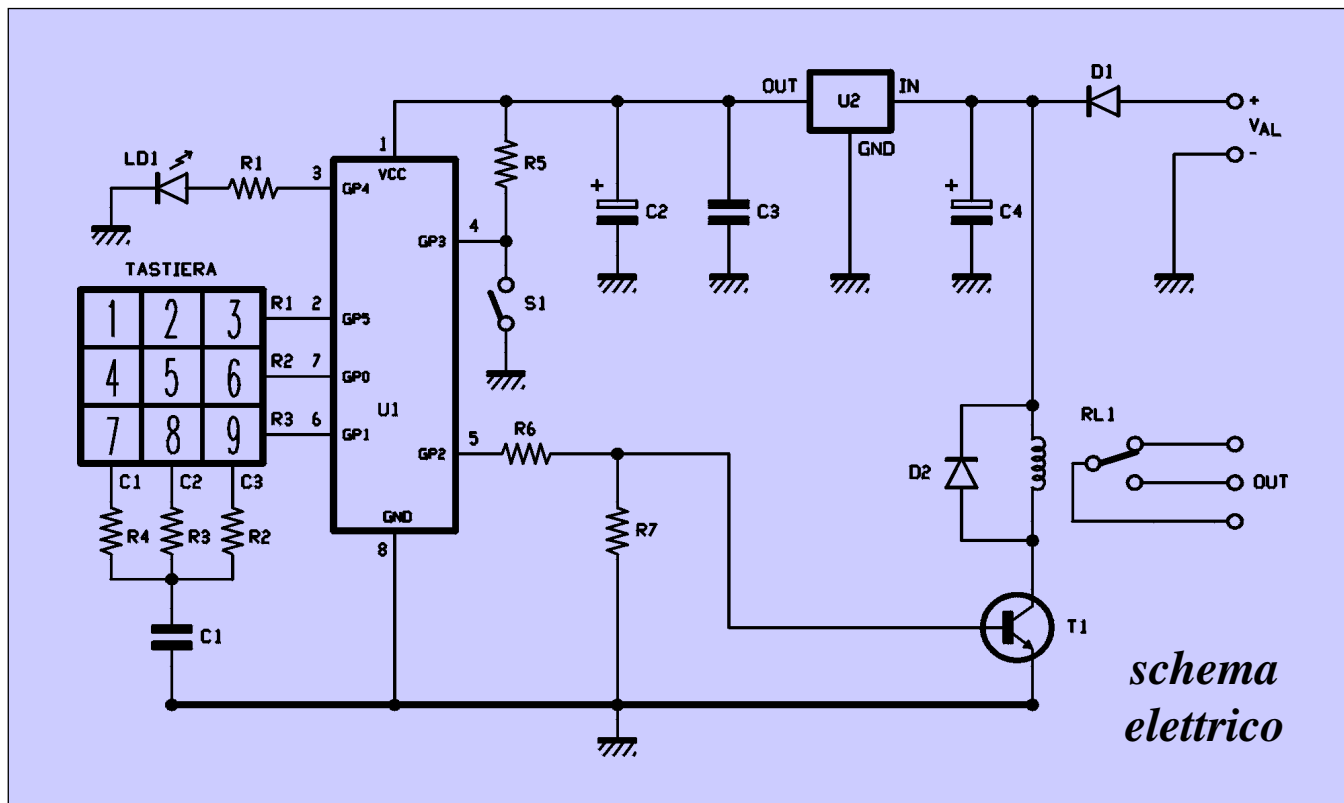 D1
OUT U2 IN +
VAL
GND -
1
LD1 R1 3 VCC R5
GP4 + +
4 C2 C3 C4
GP3
TASTIERA
S1
1 2 3 R1 2 GP5
4 5 6 R2 7 GP0
U1
7 8 9 R3 6 GP1
R6 RL1
5
GP2
C1 C2 C3 D2 OUT
GND
R4 R3 R2 R7
8
C1 T1
schema
elettrico